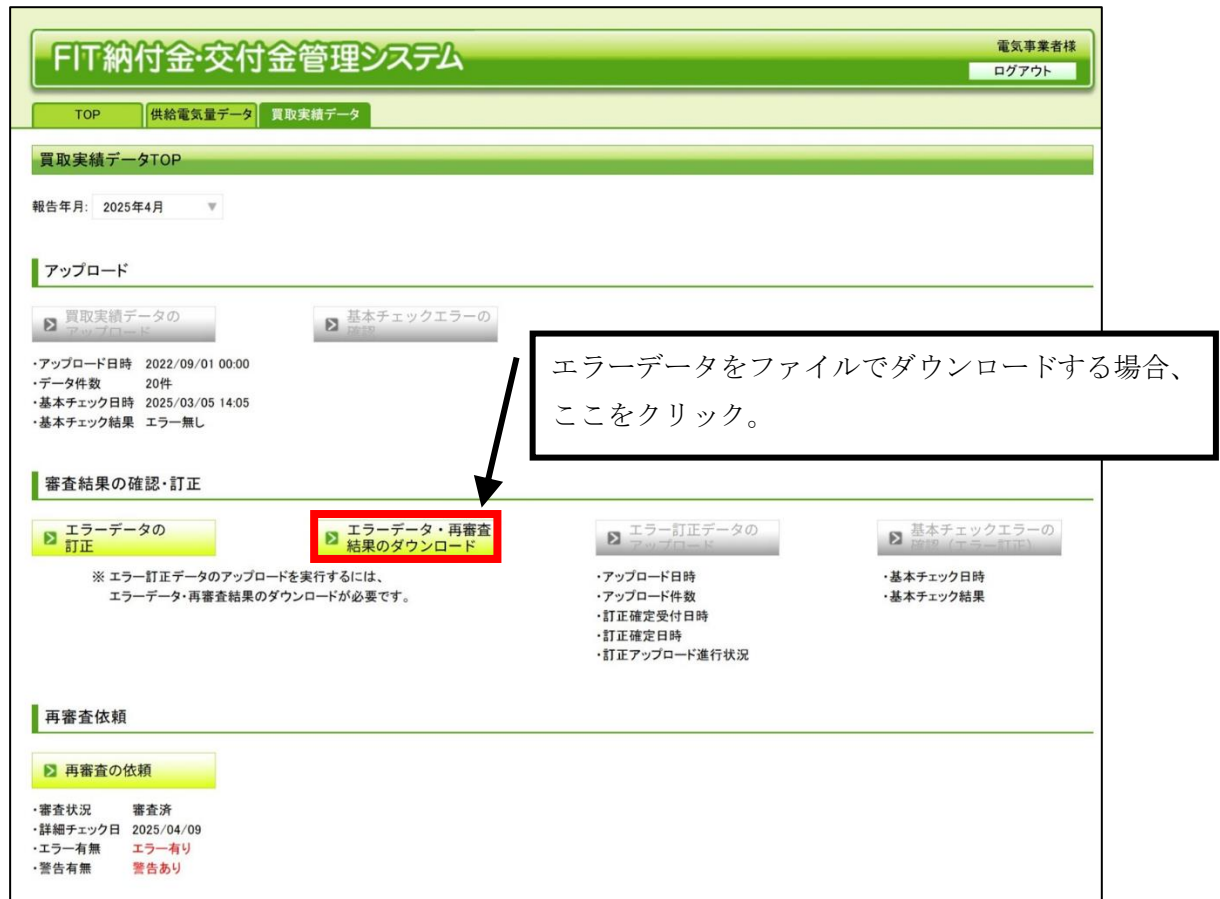 FIT納付金・交付金管理システム
電気事業者様
ログアウト
TOP 供給電気量データ 買取実績データ
買取実績データTOP
報告年月: 2025年4月
アップロード
買取実績データの
アップロード
基本チェックエラーの
確認
・アップロード日時 2022/09/01 00:00
・データ件数 20件
・基本チェック日時 2025/03/05 14:05
・基本チェック結果 エラー無し
エラーデータをファイルでダウンロードする場合、
ここをクリック。
審査結果の確認・訂正
エラーデータの
訂正
エラーデータ・再審査
結果のダウンロード
エラー訂正データの
アップロード
基本チェックエラーの
確認（エラー訂正）
※ エラー訂正データのアップロードを実行するには、
エラーデータ・再審査結果のダウンロードが必要です。
・アップロード日時
・アップロード件数
・訂正確定受付日時
・訂正確定日時
・訂正アップロード進行状況
・基本チェック日時
・基本チェック結果
再審査依頼
再審査の依頼
・審査状況 審査済
・詳細チェック日 2025/04/09
・エラー有無 エラー有り
・警告有無 警告あり